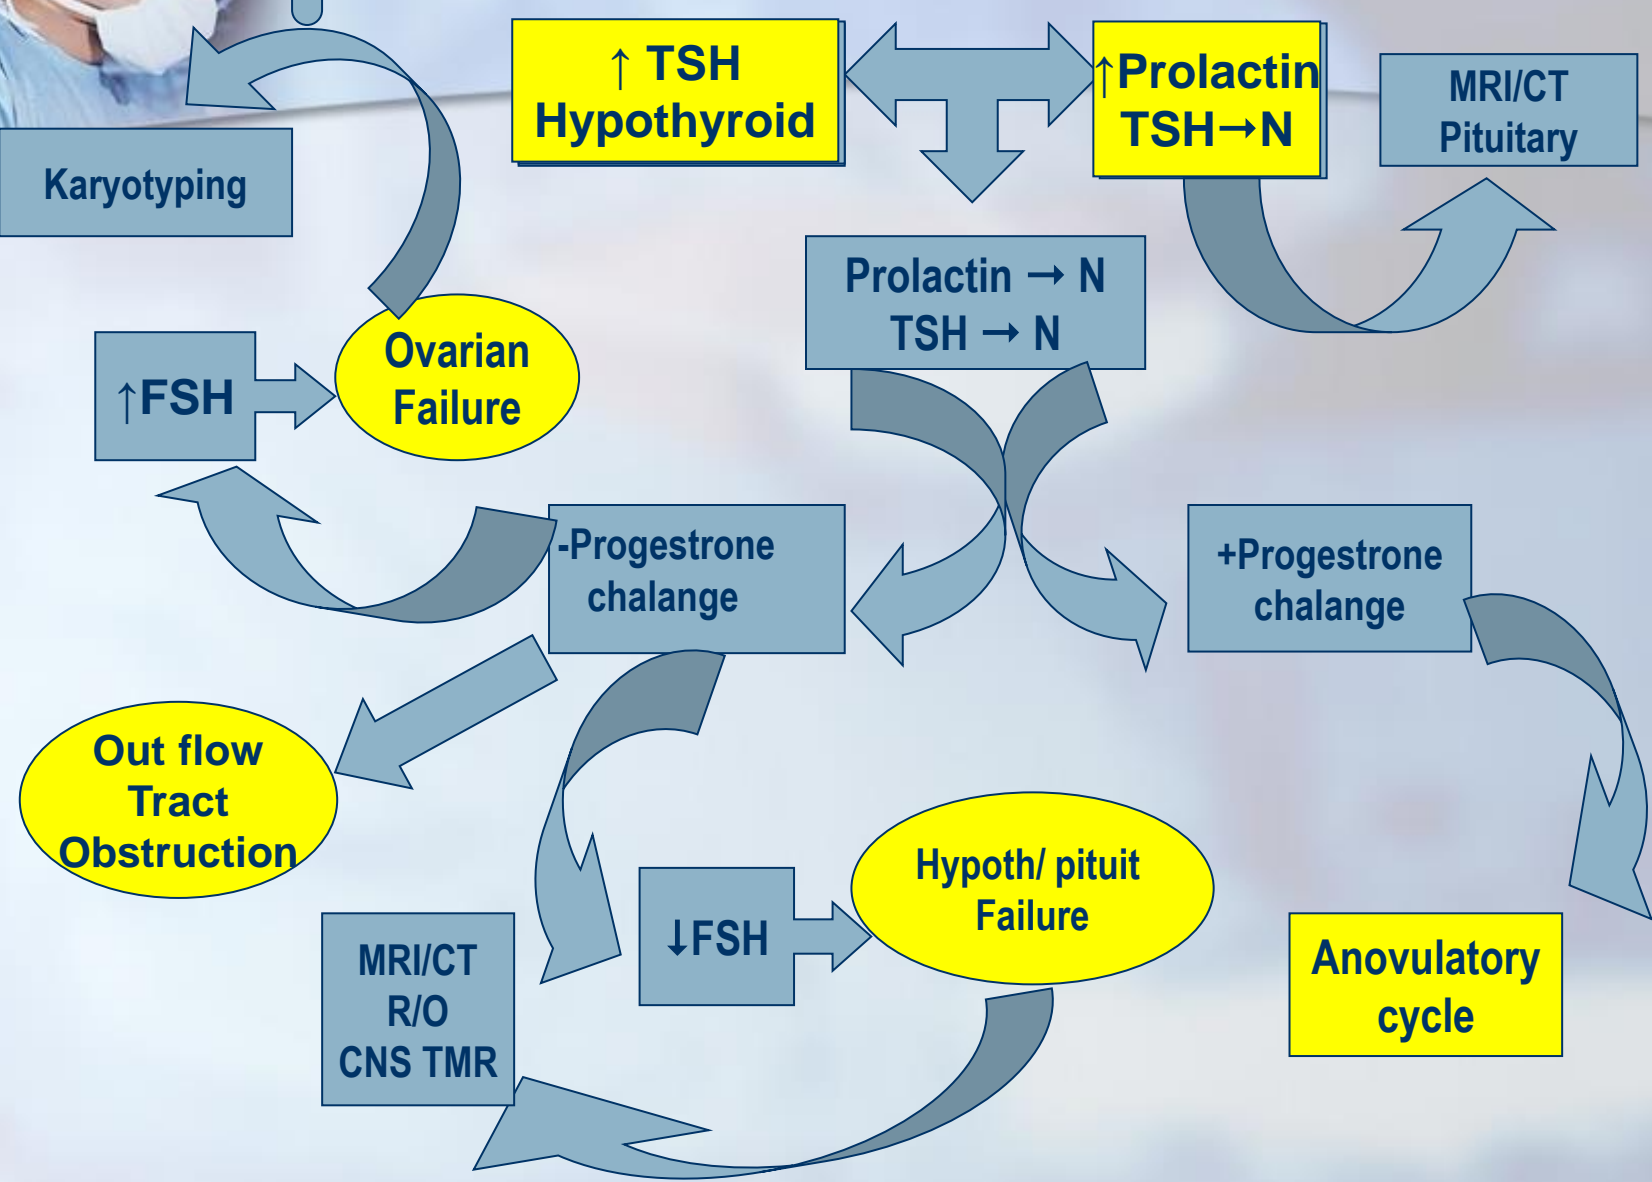 ↑ TSH
Hypothyroid
↑Prolactin
TSH→N
MRI/CT
Pituitary
Karyotyping
Prolactin → N
TSH → N
↑FSH
Ovarian
Failure
-Progestrone
chalange
+Progestrone
chalange
Out flow
Tract
Obstruction
MRI/CT
R/O
CNS TMR
↓FSH
Hypoth/ pituit
Failure
Anovulatory
cycle